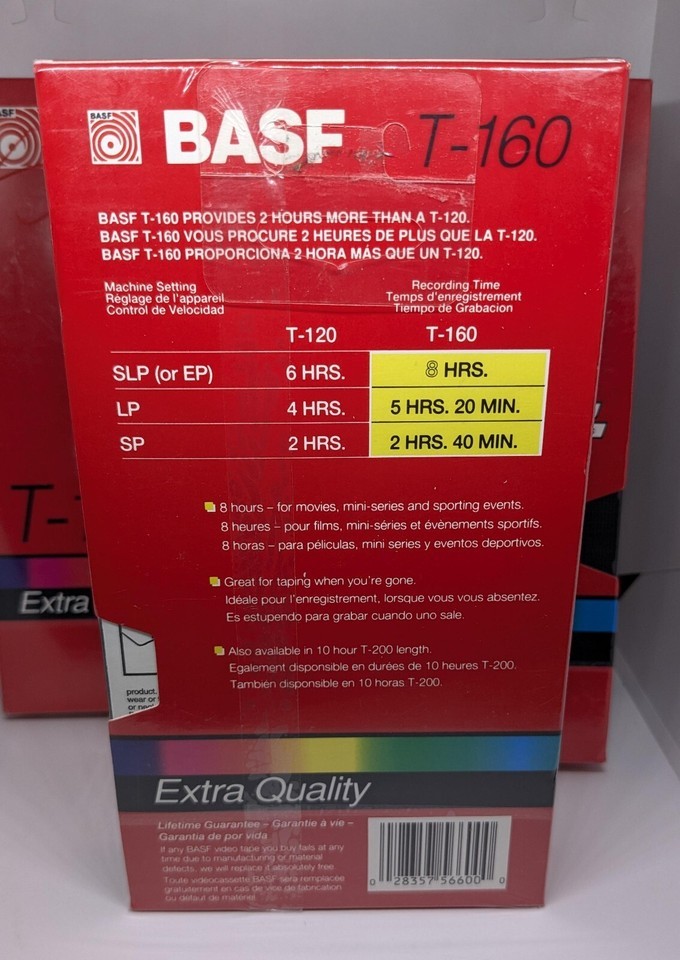 BASF
BASF T-160
BASF T-160 PROVIDES 2 HOURS MORE THAN A T-120.
BASF T-160 VOUS PROCURE 2 HEURES DE PLUS QUE LA T-120.
BASF T-160 PROPORCIONA 2 HORA MÁS QUE UN T-120.
Machine Setting
Réglage de l'appareil
Control de Velocidad
Recording Time
Temps d'enregistrement
Tiempo de Grabacion
T-120 T-160
SLP (or EP) 6 HRS. 8 HRS.
LP 4 HRS. 5 HRS. 20 MIN.
SP 2 HRS. 2 HRS. 40 MIN.
8 hours – for movies, mini-series and sporting events.
8 heures – pour films, mini-séries et évènements sportifs.
8 horas – para péliculas, mini series y eventos deportivos.
Great for taping when you're gone.
Idéale pour l'enregistrement, lorsque vous vous absentez.
Es estupendo para grabar cuando uno sale.
Also available in 10 hour T-200 length.
Egalement disponible en durées de 10 heures T-200.
También disponible en 10 horas T-200.
product.
wear or
Extra
Extra Quality
Lifetime Guarantee – Garantie à vie –
Garantia de por vida
If any BASF video tape you buy fails at any
time due to manufacturing or material
defects, we will replace it absolutely free.
Toute vidéocassette BASF sera remplacée
gratuitement en cas de vice de fabrication
ou défaut de matériel.
0 28357 56600 0